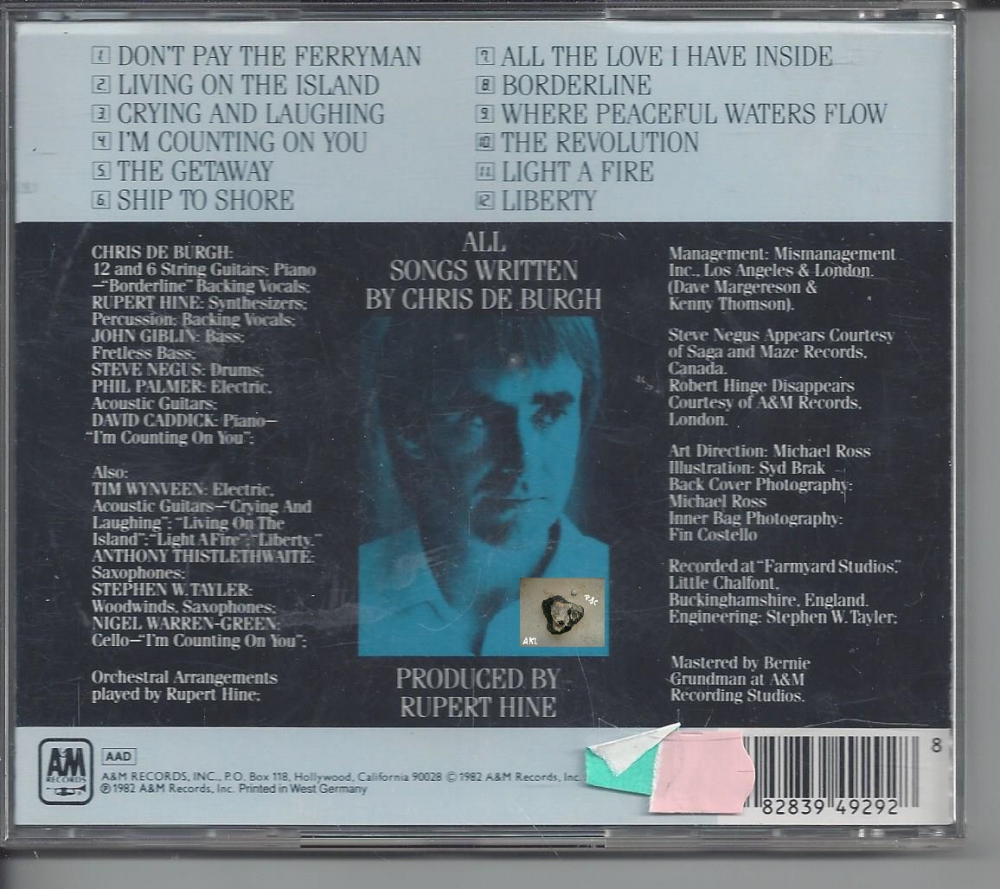 1. DON'T PAY THE FERRYMAN
2. LIVING ON THE ISLAND
3. CRYING AND LAUGHING
4. I'M COUNTING ON YOU
5. THE GETAWAY
6. SHIP TO SHORE
7. ALL THE LOVE I HAVE INSIDE
8. BORDERLINE
9. WHERE PEACEFUL WATERS FLOW
10. THE REVOLUTION
11. LIGHT A FIRE
12. LIBERTY
CHRIS DE BURGH:
12 and 6 String Guitars; Piano
—"Borderline" Backing Vocals;
RUPERT HINE: Synthesizers;
Percussion; Backing Vocals;
JOHN GIBLIN: Bass;
Fretless Bass;
STEVE NEGUS: Drums;
PHIL PALMER: Electric,
Acoustic Guitars;
DAVID CADDICK: Piano—
"I'm Counting On You";
Also:
TIM WYNVEEN: Electric,
Acoustic Guitars—"Crying And
Laughing"; "Living On The
Island"; "Light A Fire"; "Liberty."
ANTHONY THISTLETHWAITE:
Saxophones;
STEPHEN W. TAYLER:
Woodwinds, Saxophones;
NIGEL WARREN-GREEN:
Cello—"I'm Counting On You";
Orchestral Arrangements
played by Rupert Hine;
ALL
SONGS WRITTEN
BY CHRIS DE BURGH
AKL
PRODUCED BY
RUPERT HINE
Management: Mismanagement
Inc., Los Angeles & London.
(Dave Margereson &
Kenny Thomson).
Steve Negus Appears Courtesy
of Saga and Maze Records,
Canada.
Robert Hinge Disappears
Courtesy of A&M Records,
London.
Art Direction: Michael Ross
Illustration: Syd Brak
Back Cover Photography:
Michael Ross
Inner Bag Photography:
Fin Costello
Recorded at "Farmyard Studios,"
Little Chalfont,
Buckinghamshire, England.
Engineering: Stephen W. Tayler;
Mastered by Bernie
Grundman at A&M
Recording Studios.
A&M
RECORDS
AAD
A&M RECORDS, INC., P.O. Box 118, Hollywood, California 90028 © 1982 A&M Records, Inc.
℗ 1982 A&M Records, Inc. Printed in West Germany
8
82839 49292